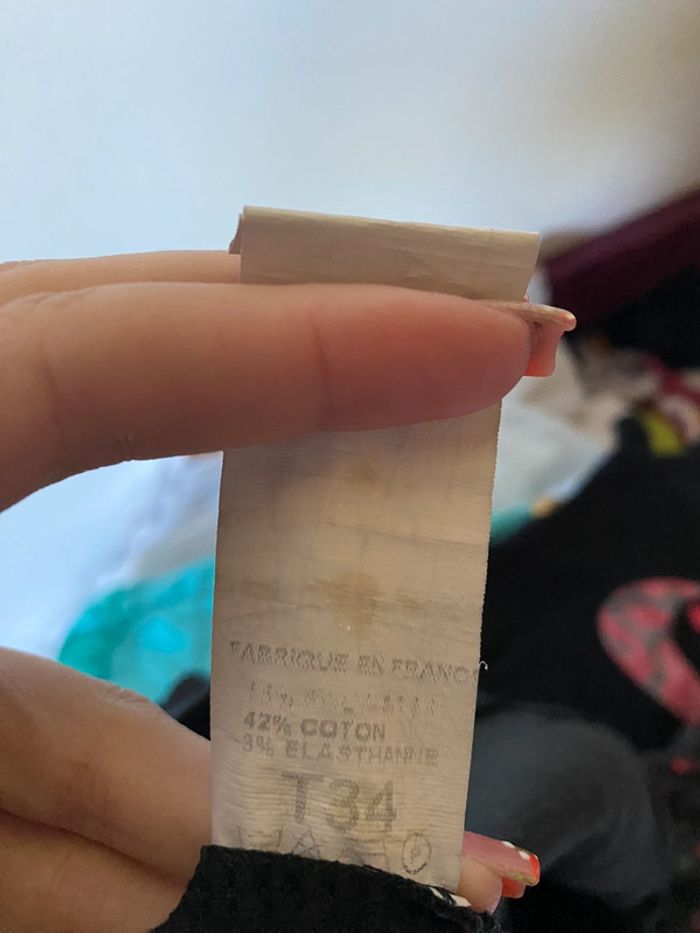 FABRIQUE EN FRANCE
42% COTON
3% ELASTHANNE
T34
P